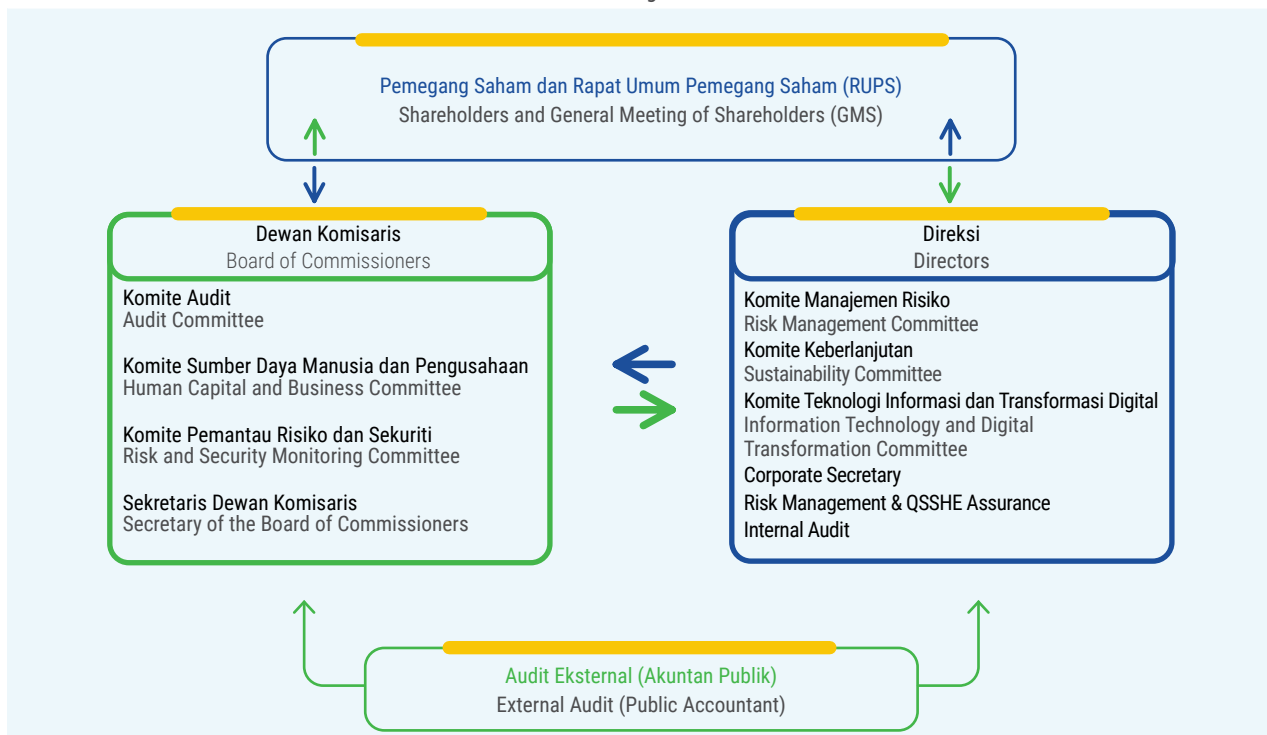 Pemegang Saham dan Rapat Umum Pemegang Saham (RUPS)
Shareholders and General Meeting of Shareholders (GMS)
Dewan Komisaris
Board of Commissioners
Komite Audit
Audit Committee
Komite Sumber Daya Manusia dan Pengusahaan
Human Capital and Business Committee
Komite Pemantau Risiko dan Sekuriti
Risk and Security Monitoring Committee
Sekretaris Dewan Komisaris
Secretary of the Board of Commissioners
Direksi
Directors
Komite Manajemen Risiko
Risk Management Committee
Komite Keberlanjutan
Sustainability Committee
Komite Teknologi Informasi dan Transformasi Digital
Information Technology and Digital
Transformation Committee
Corporate Secretary
Risk Management & QSSHE Assurance
Internal Audit
Audit Eksternal (Akuntan Publik)
External Audit (Public Accountant)